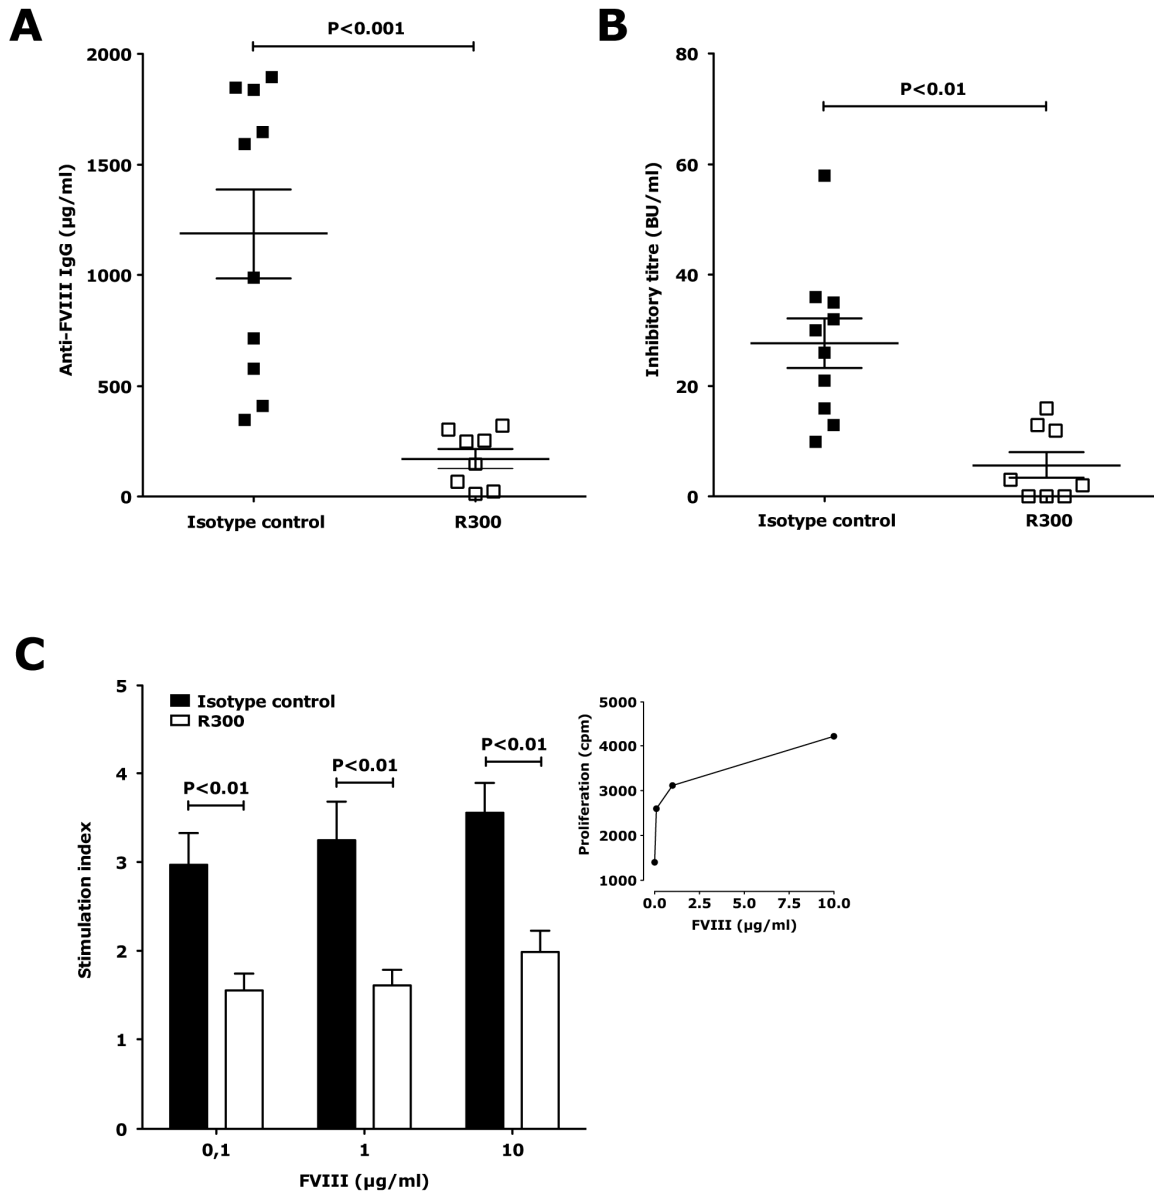 A
P<0.001
2000
1500
1000
500
0
Anti-FVIII IgG (µg/ml)
Isotype control
R300
B
P<0.01
80
60
40
20
0
Inhibitory titre (BU/ml)
Isotype control
R300
C
5
4
3
2
1
0
Stimulation index
Isotype control
R300
P<0.01
P<0.01
P<0.01
0,1
1
10
FVIII (µg/ml)
5000
4000
3000
2000
1000
Proliferation (cpm)
0.0
2.5
5.0
7.5
10.0
FVIII (µg/ml)